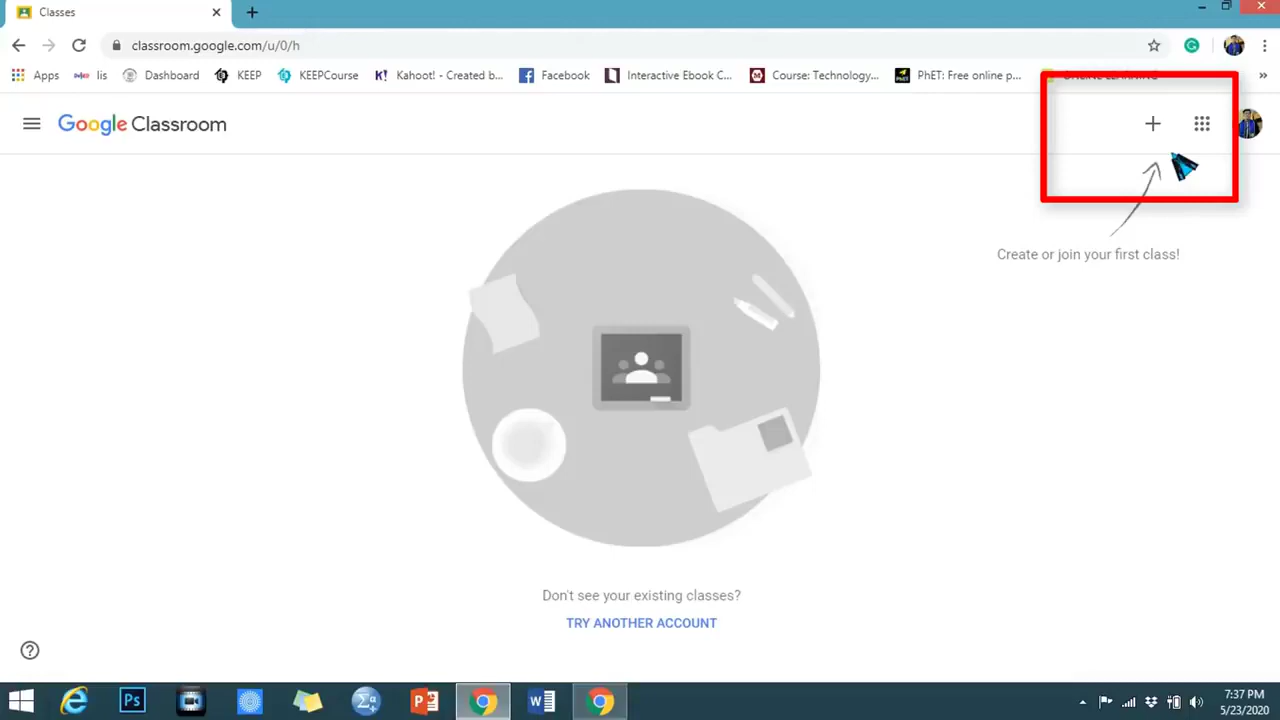 Classes
classroom.google.com/u/0/h
Apps
lis
Dashboard
KEEP
KEEPCourse
Kahoot! - Created b...
Facebook
Interactive Ebook C...
Course: Technology...
PhET: Free online p...
ONLINE LEARNING
»
Google Classroom
Create or join your first class!
Don't see your existing classes?
TRY ANOTHER ACCOUNT
7:37 PM
5/23/2020